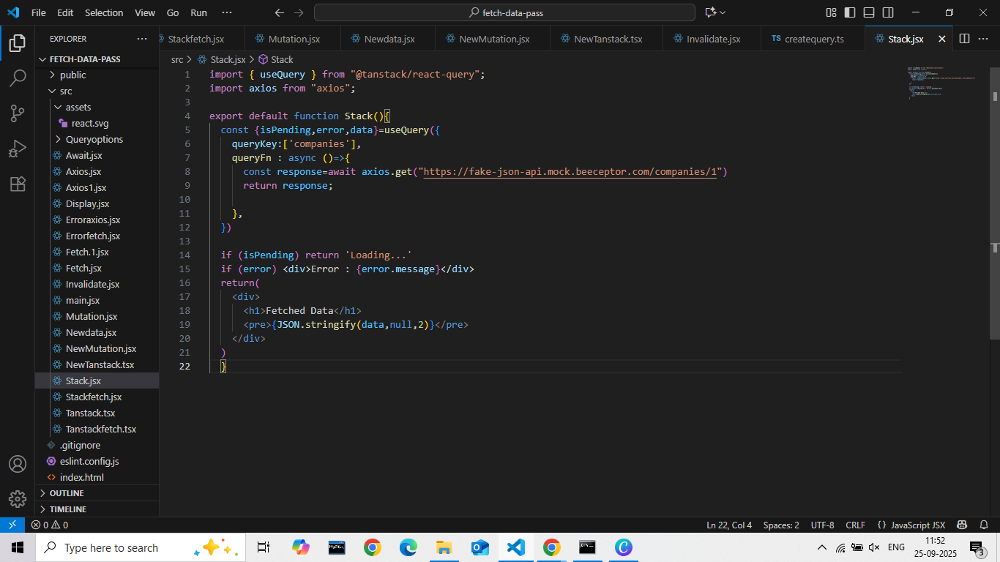 File Edit Selection View Go Run ···
fetch-data-pass
EXPLORER ···
Stackfetch.jsx Mutation.jsx Newdata.jsx NewMutation.jsx NewTanstack.tsx Invalidate.jsx TS createquery.ts Stack.jsx ···
FETCH-DATA-PASS
public
src
assets
react.svg
Queryoptions
Await.jsx
Axios.jsx
Axios1.jsx
Display.jsx
Erroraxios.jsx
Errorfetch.jsx
Fetch.1.jsx
Fetch.jsx
Invalidate.jsx
main.jsx
Mutation.jsx
Newdata.jsx
NewMutation.jsx
NewTanstack.tsx
Stack.jsx
Stackfetch.jsx
Tanstack.tsx
Tanstackfetch.tsx
.gitignore
eslint.config.js
index.html
OUTLINE
TIMELINE
src > Stack.jsx > Stack
1 import { useQuery } from "@tanstack/react-query";
2 import axios from "axios";
3
4 export default function Stack(){
5 const {isPending,error,data}=useQuery({
6 queryKey:['companies'],
7 queryFn : async ()=>{
8 const response=await axios.get("https://fake-json-api.mock.beeceptor.com/companies/1")
9 return response;
10
11 },
12 })
13
14 if (isPending) return 'Loading...'
15 if (error) <div>Error : {error.message}</div>
16 return(
17 <div>
18 <h1>Fetched Data</h1>
19 <pre>{JSON.stringify(data,null,2)}</pre>
20 </div>
21 )
22 }
0 0 Ln 22, Col 4 Spaces: 2 UTF-8 CRLF {} JavaScript JSX
Type here to search
ENG
11:52
25-09-2025
3